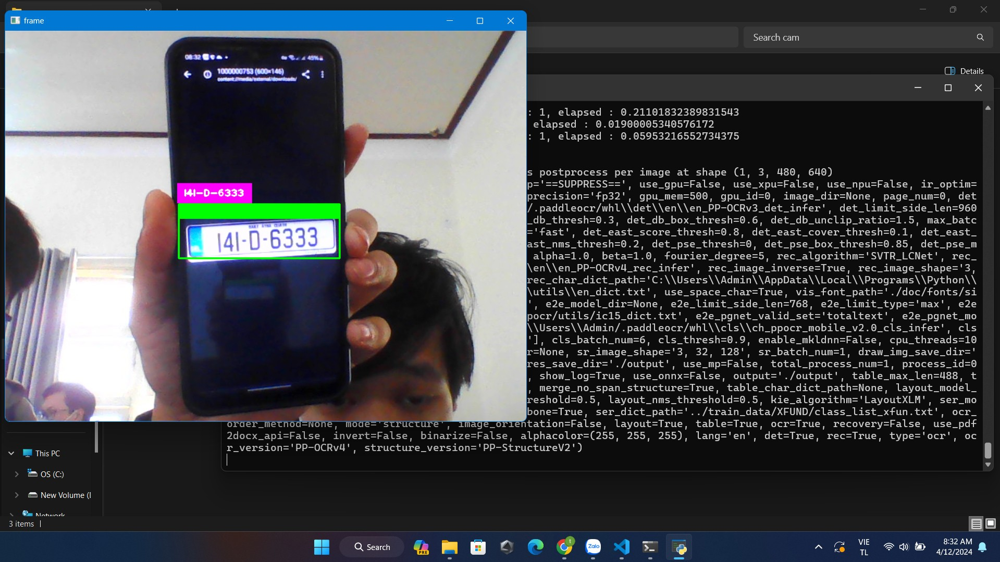 frame
08:32
45%
1000000753 (600×146)
content://media/external/downloads/
141-D-6333
141-D-6333
Search cam
Details
: 1, elapsed : 0.21101832389831543
elapsed : 0.01900005340576172
: 1, elapsed : 0.05953216552734375
s postprocess per image at shape (1, 3, 480, 640)
p='==SUPPRESS==', use_gpu=False, use_xpu=False, use_npu=False, ir_optim=
precision='fp32', gpu_mem=500, gpu_id=0, image_dir=None, page_num=0, det
/.paddleocr/whl\\det\\en\\en_PP-OCRv3_det_infer', det_limit_side_len=960
_db_thresh=0.3, det_db_box_thresh=0.6, det_db_unclip_ratio=1.5, max_batc
='fast', det_east_score_thresh=0.8, det_east_cover_thresh=0.1, det_east_
ast_nms_thresh=0.2, det_pse_thresh=0, det_pse_box_thresh=0.85, det_pse_m
alpha=1.0, beta=1.0, fourier_degree=5, rec_algorithm='SVTR_LCNet', rec_
\en\\en_PP-OCRv4_rec_infer', rec_image_inverse=True, rec_image_shape='3,
rec_char_dict_path='C:\\Users\\Admin\\AppData\\Local\\Programs\\Python\\
\utils\\en_dict.txt', use_space_char=True, vis_font_path='./doc/fonts/si
', e2e_model_dir=None, e2e_limit_side_len=768, e2e_limit_type='max', e2e
pocr/utils/ic15_dict.txt', e2e_pgnet_valid_set='totaltext', e2e_pgnet_mo
\\Users\\Admin/.paddleocr/whl\\cls\\ch_ppocr_mobile_v2.0_cls_infer', cls
'], cls_batch_num=6, cls_thresh=0.9, enable_mkldnn=False, cpu_threads=10
r=None, sr_image_shape='3, 32, 128', sr_batch_num=1, draw_img_save_dir='
res_save_dir='./output', use_mp=False, total_process_num=1, process_id=0
, show_log=True, use_onnx=False, output='./output', table_max_len=488, t
, merge_no_span_structure=True, table_char_dict_path=None, layout_model_
reshold=0.5, layout_nms_threshold=0.5, kie_algorithm='LayoutXLM', ser_mo
bone=True, ser_dict_path='../train_data/XFUND/class_list_xfun.txt', ocr_
order_method=None, mode='structure', image_orientation=False, layout=True, table=True, ocr=True, recovery=False, use_pdf
2docx_api=False, invert=False, binarize=False, alphacolor=(255, 255, 255), lang='en', det=True, rec=True, type='ocr', oc
r_version='PP-OCRv4', structure_version='PP-StructureV2')
This PC
OS (C:)
New Volume (
Network
3 items
Search
PRE
Zalo
t
VIE
TL
8:32 AM
4/12/2024